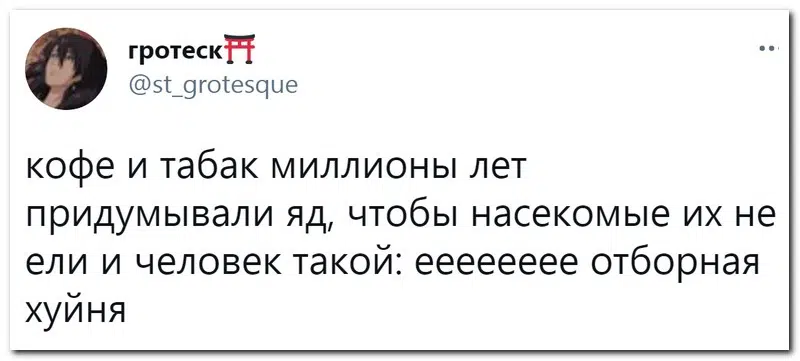 гротеск⛩️
@st_grotesque
кофе и табак миллионы лет
придумывали яд, чтобы насекомые их не
ели и человек такой: ееееееее отборная
хуйня